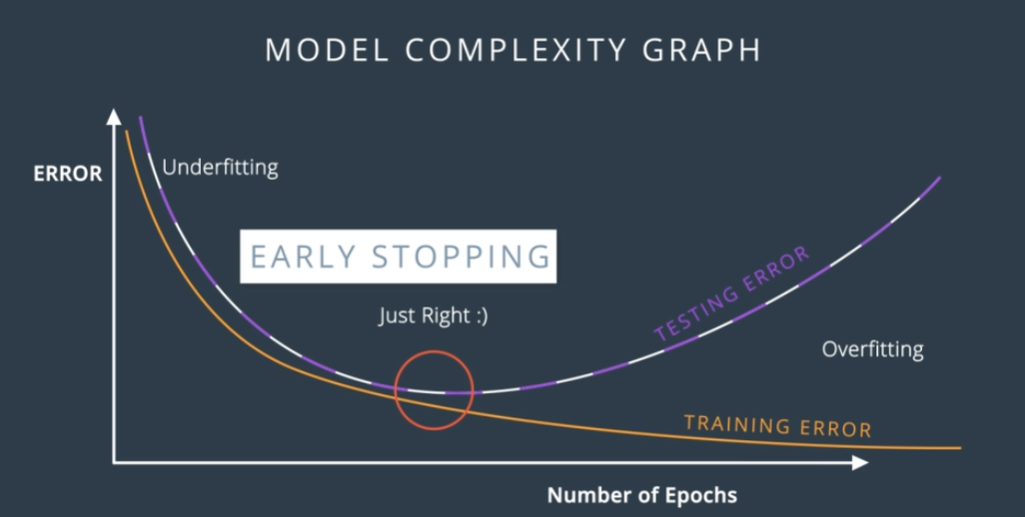 MODEL COMPLEXITY GRAPH
ERROR
Underfitting
EARLY STOPPING
Just Right :)
TESTING ERROR
Overfitting
TRAINING ERROR
Number of Epochs